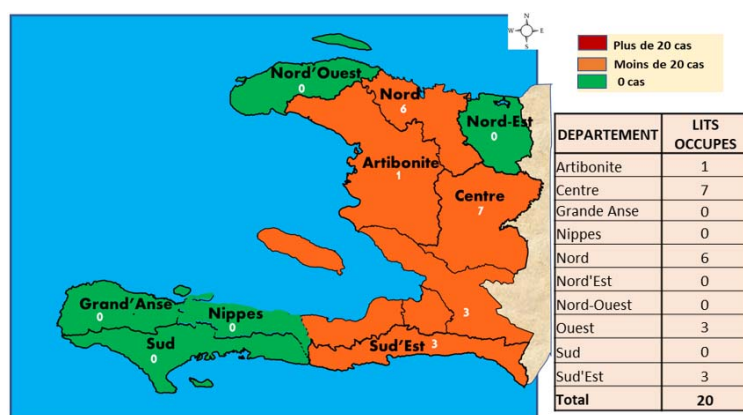 N
W E
S
Plus de 20 cas
Moins de 20 cas
0 cas
Nord'Ouest
0
Nord
6
Nord-Est
0
Artibonite
1
Centre
7
Grand'Anse
0
Nippes
0
Sud
0
3
Sud'Est 3
DEPARTEMENT LITS OCCUPES
Artibonite 1
Centre 7
Grande Anse 0
Nippes 0
Nord 6
Nord'Est 0
Nord-Ouest 0
Ouest 3
Sud 0
Sud'Est 3
Total 20